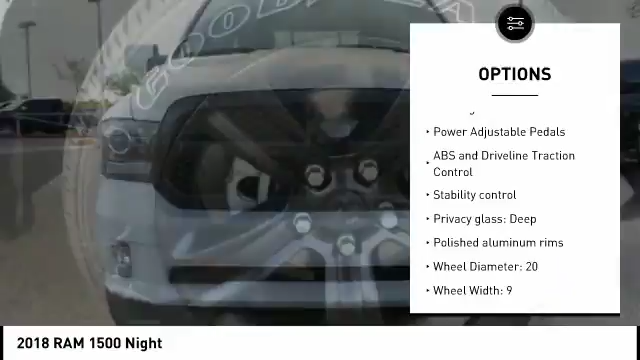 GOOD
OPTIONS
Power Adjustable Pedals
ABS and Driveline Traction
Control
Stability control
Privacy glass: Deep
Polished aluminum rims
Wheel Diameter: 20
Wheel Width: 9
2018 RAM 1500 Night